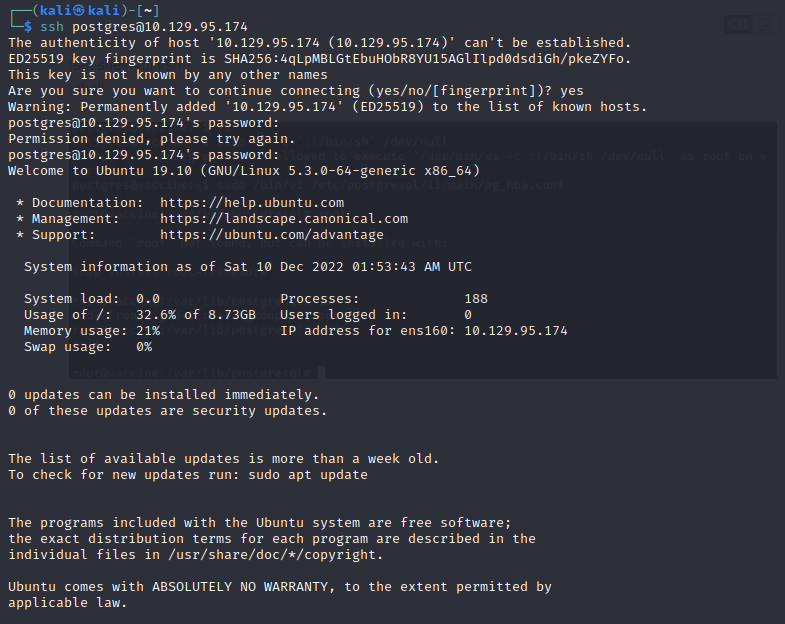 ┌──(kali㉿kali)-[~]
└─$ ssh postgres@10.129.95.174
The authenticity of host '10.129.95.174 (10.129.95.174)' can't be established.
ED25519 key fingerprint is SHA256:4qLpMBLGtEbuHObR8YU15AGlIlpd0dsdiGh/pkeZYFo.
This key is not known by any other names
Are you sure you want to continue connecting (yes/no/[fingerprint])? yes
Warning: Permanently added '10.129.95.174' (ED25519) to the list of known hosts.
postgres@10.129.95.174's password:
Permission denied, please try again.
postgres@10.129.95.174's password:
Welcome to Ubuntu 19.10 (GNU/Linux 5.3.0-64-generic x86_64)

 * Documentation:  https://help.ubuntu.com
 * Management:     https://landscape.canonical.com
 * Support:        https://ubuntu.com/advantage

  System information as of Sat 10 Dec 2022 01:53:43 AM UTC

  System load:  0.0               Processes:             188
  Usage of /:   32.6% of 8.73GB   Users logged in:       0
  Memory usage: 21%               IP address for ens160: 10.129.95.174
  Swap usage:   0%

0 updates can be installed immediately.
0 of these updates are security updates.

The list of available updates is more than a week old.
To check for new updates run: sudo apt update

The programs included with the Ubuntu system are free software;
the exact distribution terms for each program are described in the
individual files in /usr/share/doc/*/copyright.

Ubuntu comes with ABSOLUTELY NO WARRANTY, to the extent permitted by
applicable law.